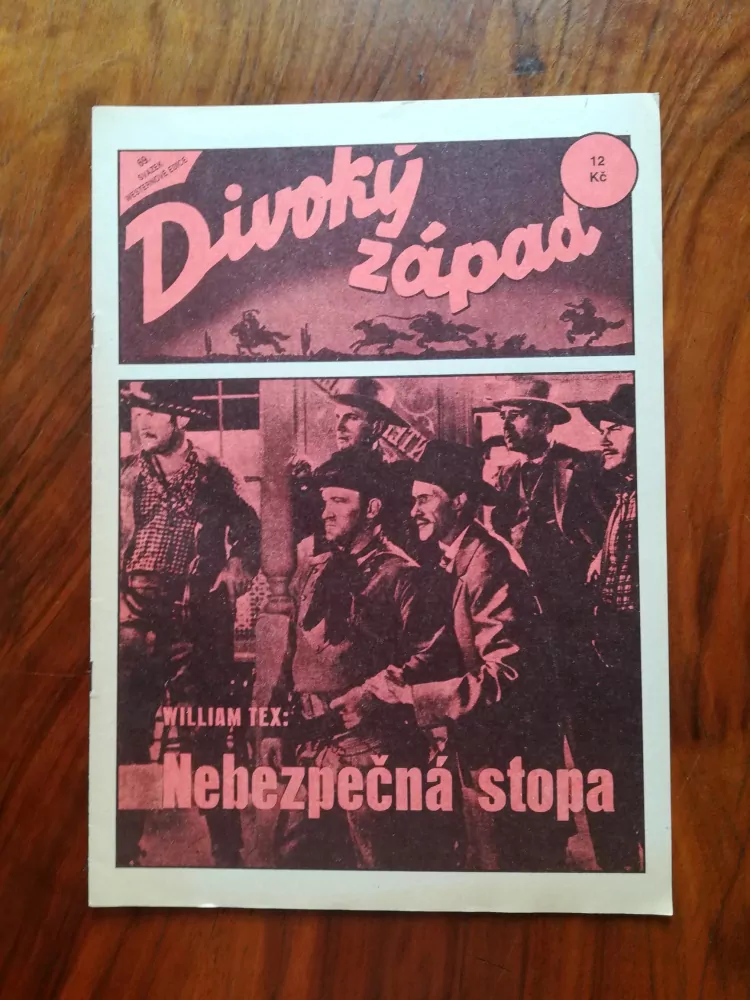 69.
SVAZEK
WESTERNOVÉ EDICE
12
Kč
Divoký
západ
WILLIAM TEX:
Nebezpečná stopa